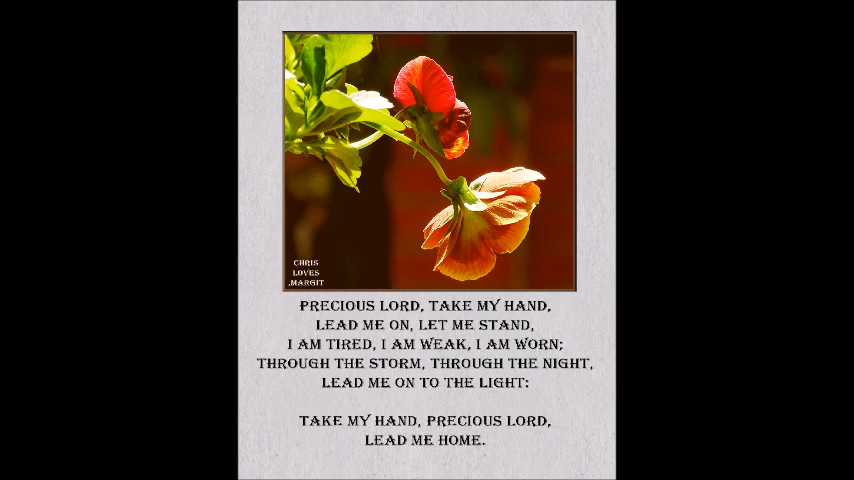 CHRIS
LOVES
.MARGIT
PRECIOUS LORD, TAKE MY HAND,
LEAD ME ON, LET ME STAND,
I AM TIRED, I AM WEAK, I AM WORN;
THROUGH THE STORM, THROUGH THE NIGHT,
LEAD ME ON TO THE LIGHT:
TAKE MY HAND, PRECIOUS LORD,
LEAD ME HOME.